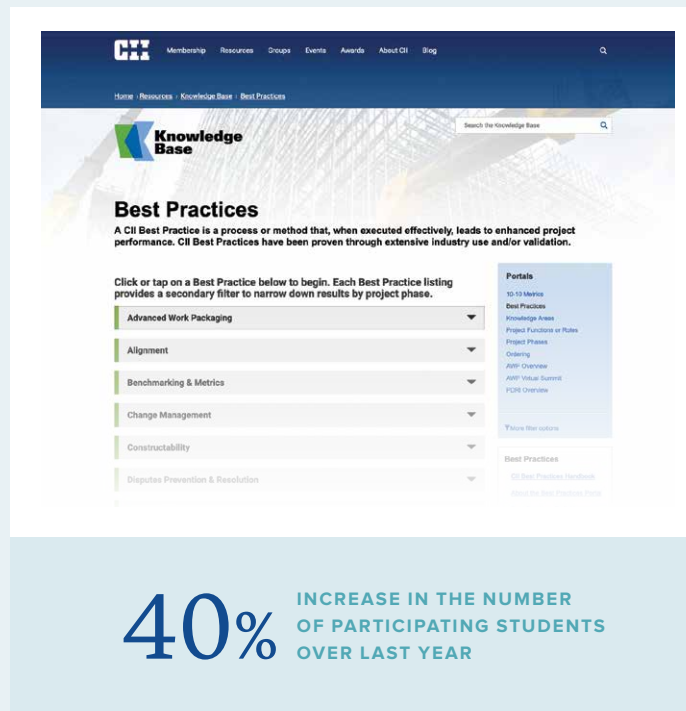 CII Membership Resources Groups Events Awards About CII Blog
Home › Resources › Knowledge Base › Best Practices
Search the Knowledge Base
Knowledge
Base
Best Practices
A CII Best Practice is a process or method that, when executed effectively, leads to enhanced project
performance. CII Best Practices have been proven through extensive industry use and/or validation.
Click or tap on a Best Practice below to begin. Each Best Practice listing
provides a secondary filter to narrow down results by project phase.
Advanced Work Packaging
Alignment
Benchmarking & Metrics
Change Management
Constructability
Disputes Prevention & Resolution
Portals
10-10 Metrics
Best Practices
Knowledge Areas
Project Functions or Roles
Project Phases
Ordering
AWP Overview
AWP Virtual Summit
PDRI Overview
More filter options
Best Practices
CII Best Practices Handbook
About the Best Practices
40%
INCREASE IN THE NUMBER
OF PARTICIPATING STUDENTS
OVER LAST YEAR